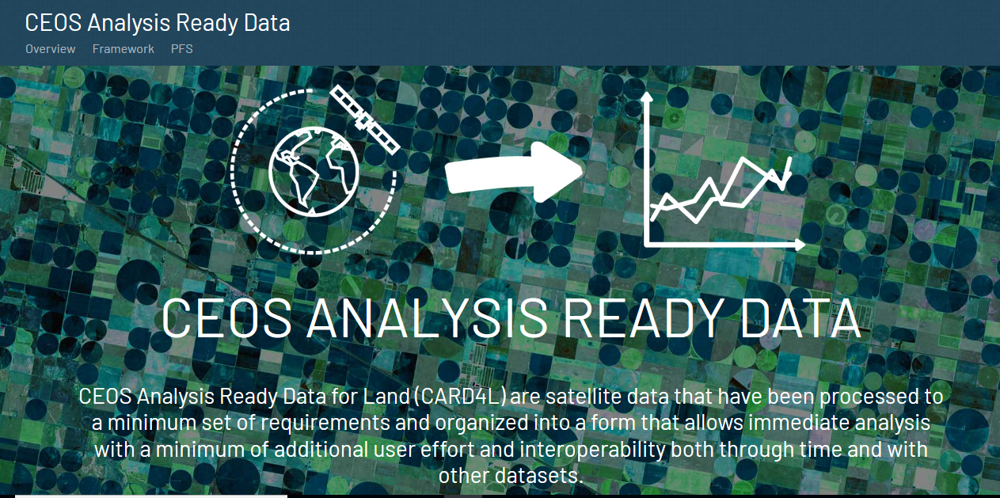 CEOS Analysis Ready Data
Overview Framework PFS
CEOS ANALYSIS READY DATA
CEOS Analysis Ready Data for Land (CARD4L) are satellite data that have been processed to
a minimum set of requirements and organized into a form that allows immediate analysis
with a minimum of additional user effort and interoperability both through time and with
other datasets.